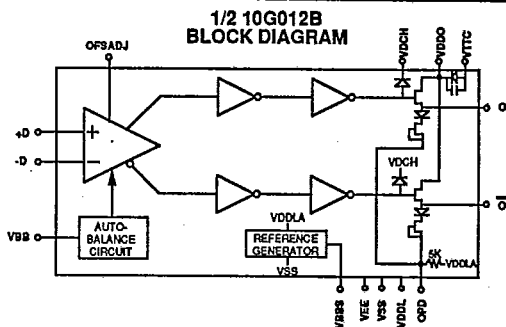 1/2 10G012B
BLOCK DIAGRAM
OFSADJ
VDCH
VDDO
VTTC
+D
+
-D
−
O
VDCH
O
VBB
AUTO-
BALANCE
CIRCUIT
VDDLA
REFERENCE
GENERATOR
VSS
5K
VDDLA
VBBS
VEE
VSS
VDDL
OPD